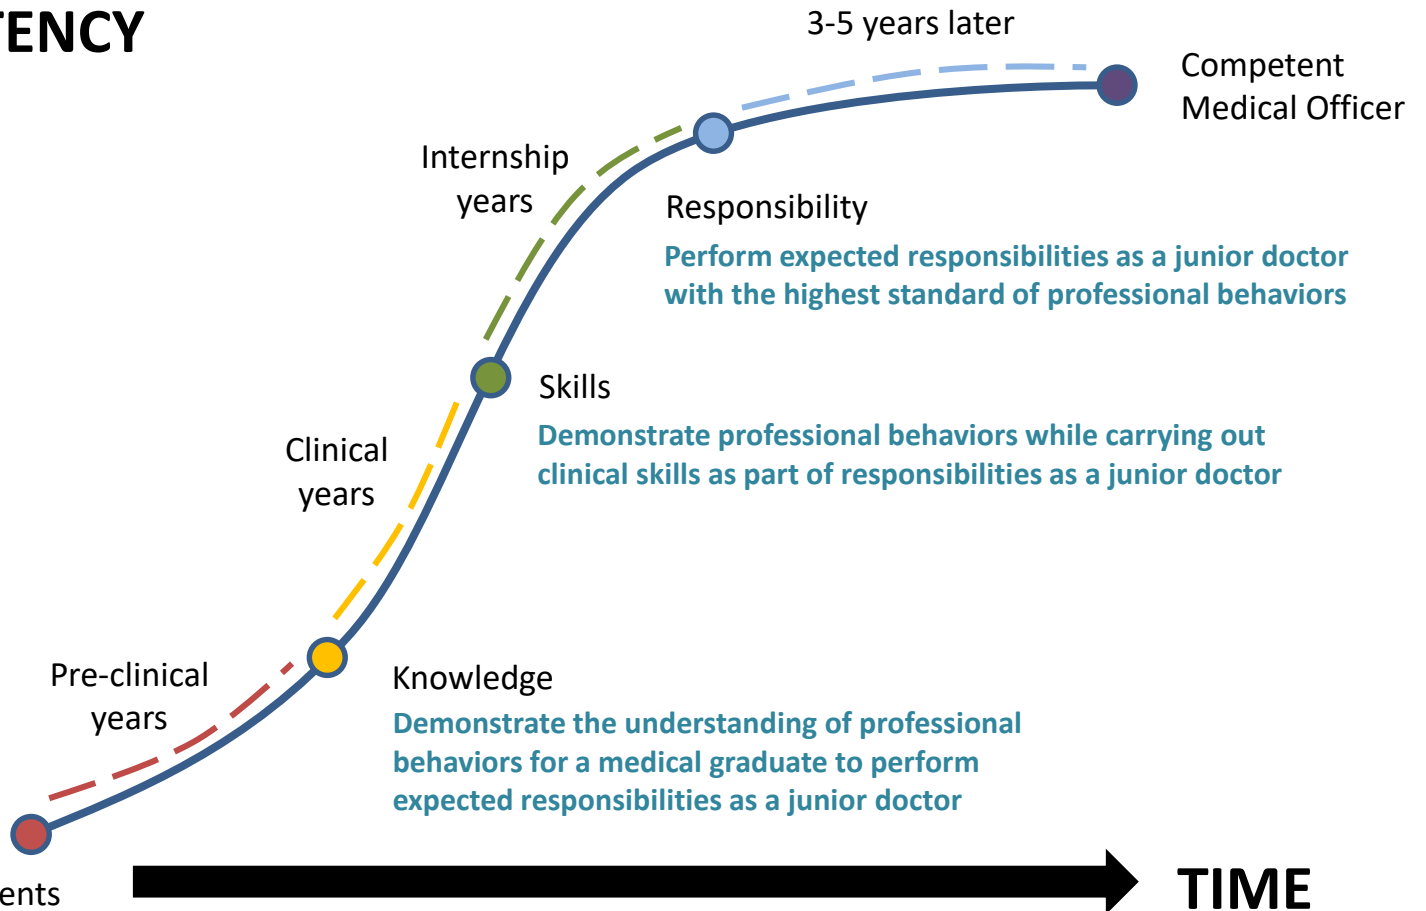 TENCY
3-5 years later
Competent
Medical Officer
Internship
years
Responsibility
Perform expected responsibilities as a junior doctor
with the highest standard of professional behaviors
Skills
Demonstrate professional behaviors while carrying out
clinical skills as part of responsibilities as a junior doctor
Clinical
years
Pre-clinical
years
Knowledge
Demonstrate the understanding of professional
behaviors for a medical graduate to perform
expected responsibilities as a junior doctor
ents
TIME